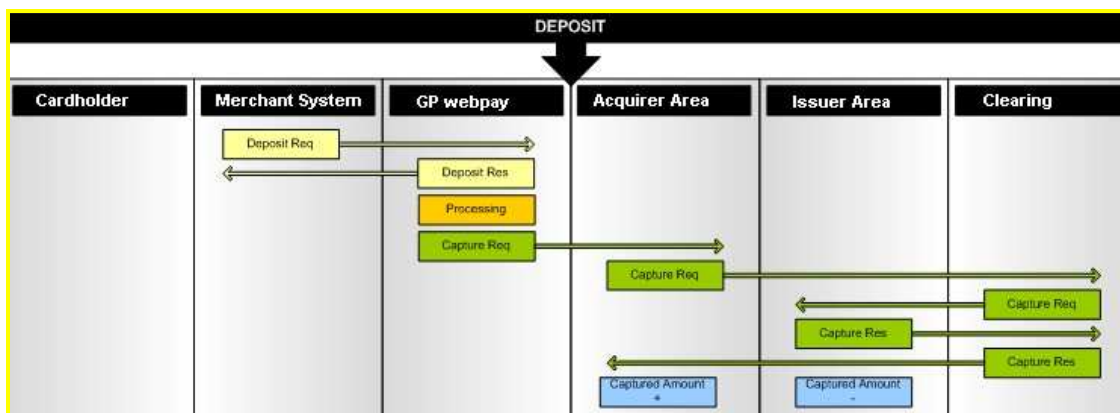 DEPOSIT
Cardholder
Merchant System
GP webpay
Acquirer Area
Issuer Area
Clearing
Deposit Req
Deposit Res
Processing
Capture Req
Capture Req
Capture Req
Capture Res
Capture Res
Captured Amount
+
Captured Amount
-